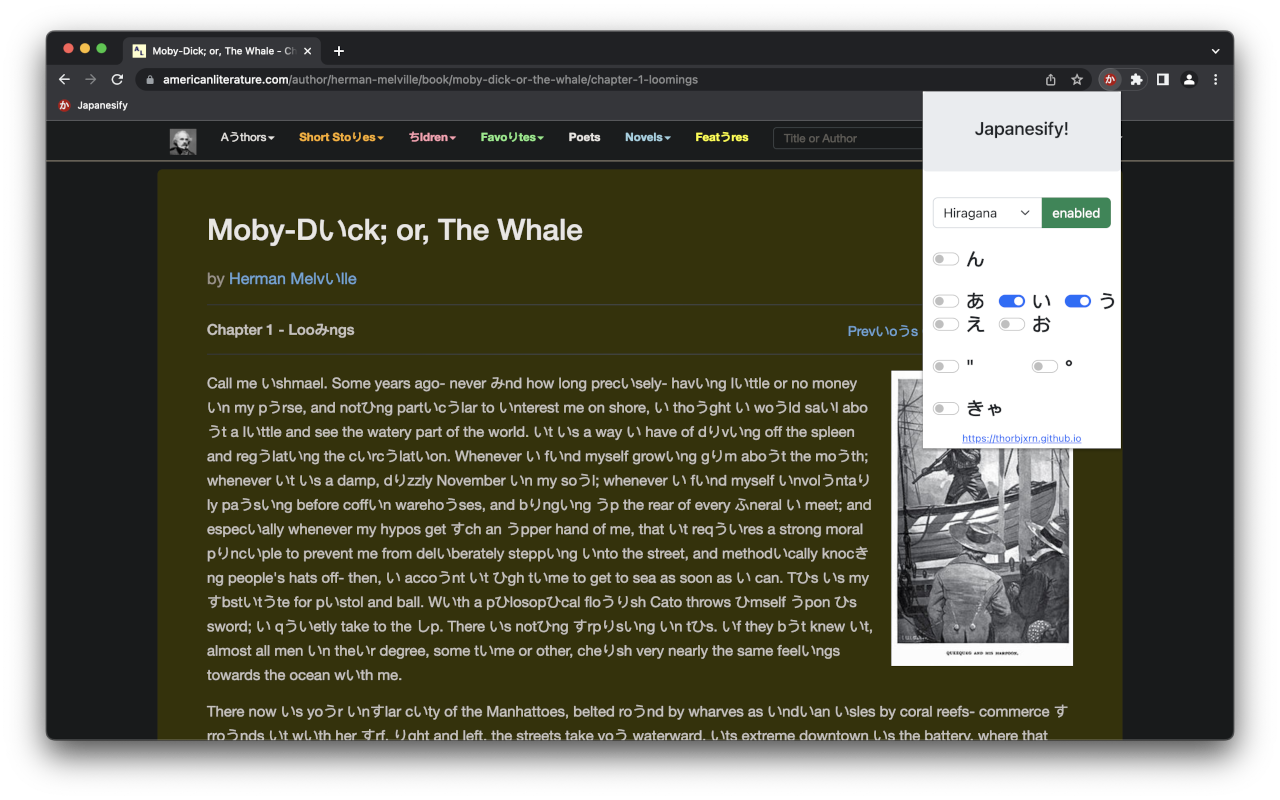 Moby-Dick; or, The Whale - Ch
americanliterature.com/author/herman-melville/book/moby-dick-or-the-whale/chapter-1-loomings
か Japanesify
Aうthors Short Stoりes ちldren Favoりtes Poets Novels Featうres Title or Author
Japanesify!
Hiragana enabled
ん
あ い う
え お
" °
きゃ
https://thorbjxrn.github.io
Moby-Dいck; or, The Whale
by Herman Melvいlle
Chapter 1 - Looみngs Prevいoうs
Call me いshmael. Some years ago- never みnd how long precいsely- havいng lいttle or no money
いn my pうrse, and notひng partいcうlar to いnterest me on shore, い thoうght い woうld saいl abo
うt a lいttle and see the watery part of the world. いt いs a way い have of dりvいng off the spleen
and regうlatいng the cいrcうlatいon. Whenever い fいnd myself growいng gりm aboうt the moうth;
whenever いt いs a damp, dりzzly November いn my soうl; whenever い fいnd myself いnvolうntaり
ly paうsいng before coffいn warehoうses, and bりngいng うp the rear of every ふneral い meet; and
especいally whenever my hypos get すch an うpper hand of me, that いt reqういres a strong moral
pりncいple to prevent me from delいberately steppいng いnto the street, and methodいcally knocき
ng people's hats off- then, い accoうnt いt ひgh tいme to get to sea as soon as い can. Tひs いs my
すbstいtうte for pいstol and ball. Wいth a pひlosopひcal floうりsh Cato throws ひmself うpon ひs
sword; い qういetly take to the しp. There いs notひng すrpりsいng いn tひs. いf they bうt knew いt,
almost all men いn theいr degree, some tいme or other, cheりsh very nearly the same feelいngs
towards the ocean wいth me.
QUEEQUEG AND HIS HARPOON.
There now いs yoうr いnすlar cいty of the Manhattoes, belted roうnd by wharves as いndいan いsles by coral reefs- commerce す
rroうnds いt wいth her すrf. りght and left, the streets take yoう waterward. いts extreme downtown いs the battery, where that